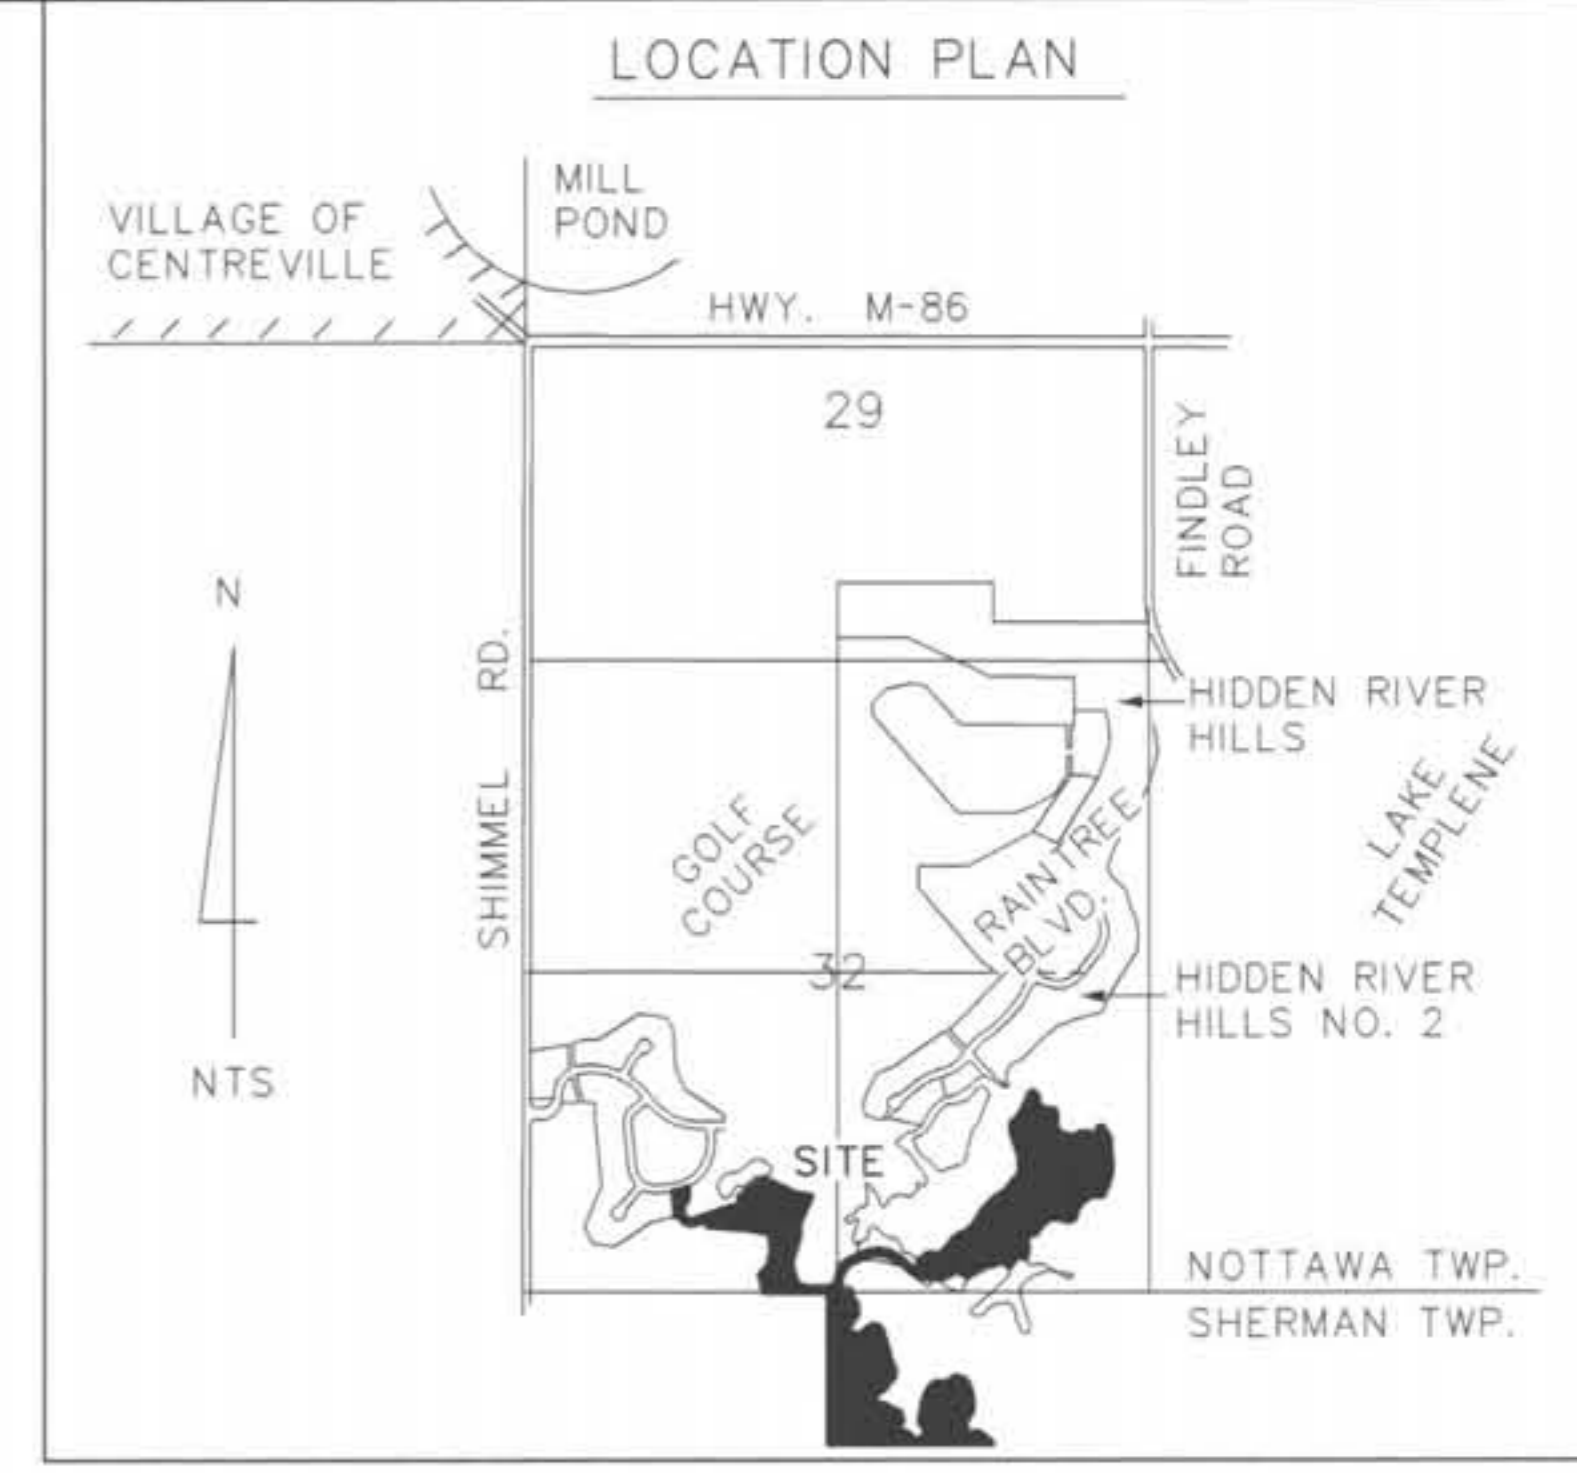 LOCATION PLAN
MILL
POND
VILLAGE OF
CENTREVILLE
HWY. M-86
29
FINDLEY
ROAD
N
NTS
SHIMMEL RD.
HIDDEN RIVER
HILLS
GOLF
COURSE
LAKE
TEMPLENE
RAINTREE
BLVD.
32
HIDDEN RIVER
HILLS NO. 2
SITE
NOTTAWA TWP.
SHERMAN TWP.